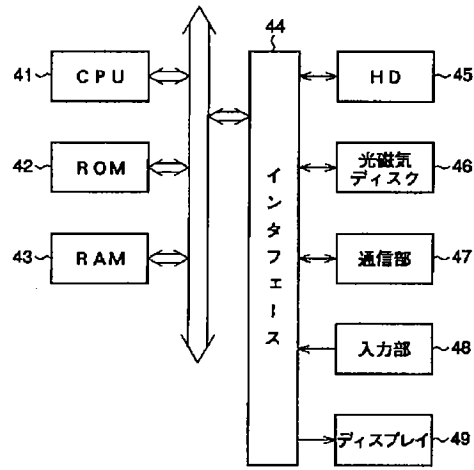 44
41
CPU
HD
45
42
ROM
光磁気
ディスク
46
43
RAM
インタフェース
通信部
47
入力部
48
ディスプレイ
49